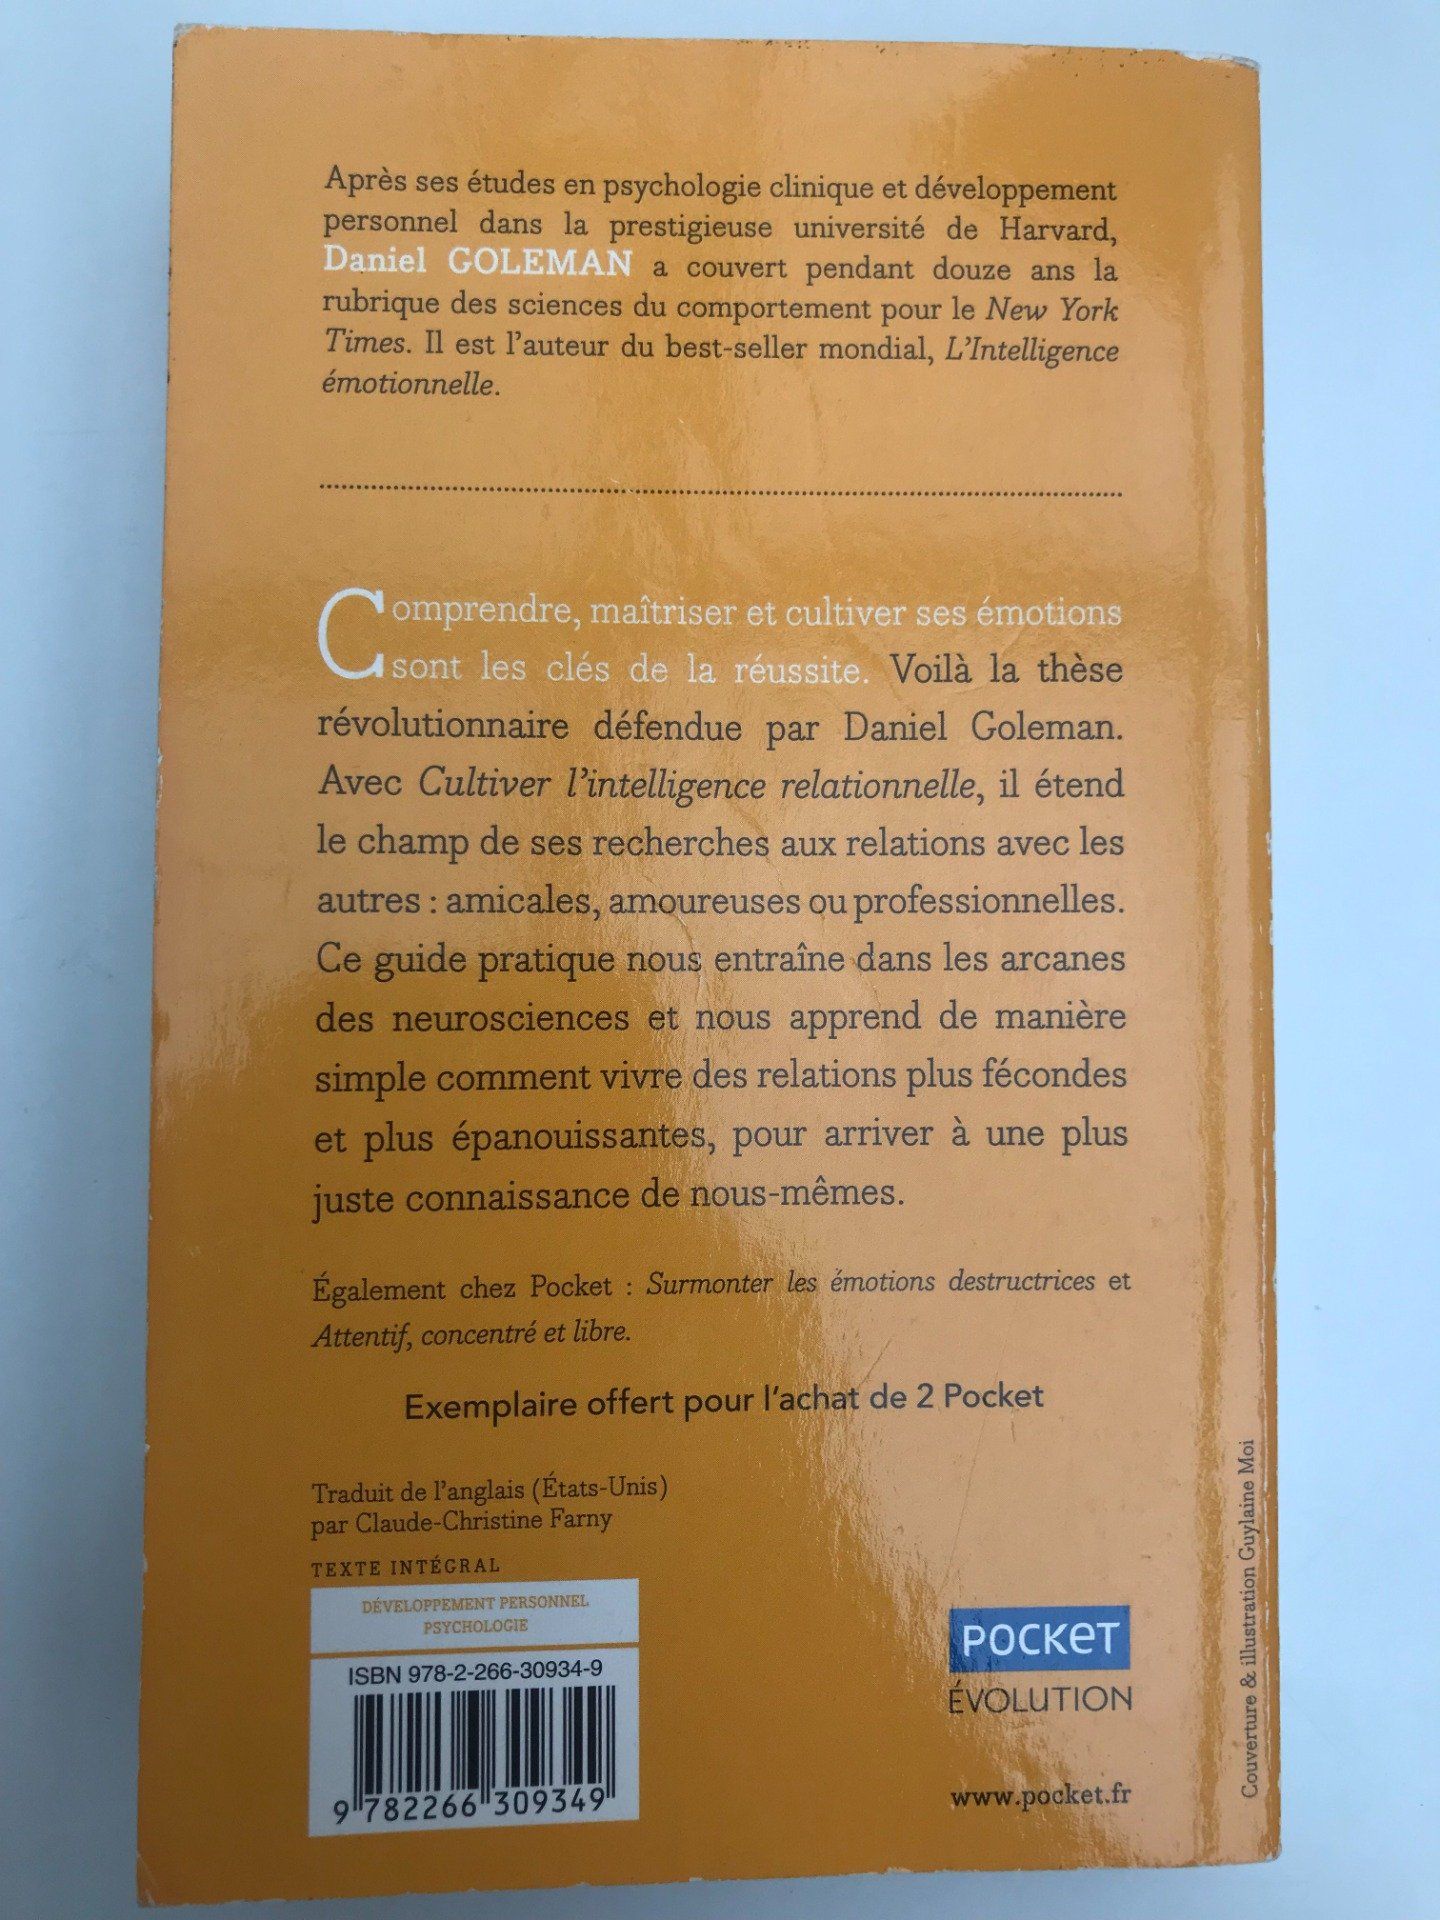 Après ses études en psychologie clinique et développement
personnel dans la prestigieuse université de Harvard,
Daniel GOLEMAN a couvert pendant douze ans la
rubrique des sciences du comportement pour le New York
Times. Il est l'auteur du best-seller mondial, L'Intelligence
émotionnelle.
Comprendre, maîtriser et cultiver ses émotions
sont les clés de la réussite. Voilà la thèse
révolutionnaire défendue par Daniel Goleman.
Avec Cultiver l'intelligence relationnelle, il étend
le champ de ses recherches aux relations avec les
autres : amicales, amoureuses ou professionnelles.
Ce guide pratique nous entraîne dans les arcanes
des neurosciences et nous apprend de manière
simple comment vivre des relations plus fécondes
et plus épanouissantes, pour arriver à une plus
juste connaissance de nous-mêmes.
Également chez Pocket : Surmonter les émotions destructrices et
Attentif, concentré et libre.
Exemplaire offert pour l'achat de 2 Pocket
Traduit de l'anglais (États-Unis)
par Claude-Christine Farny
TEXTE INTÉGRAL
DÉVELOPPEMENT PERSONNEL
PSYCHOLOGIE
ISBN 978-2-266-30934-9
9 782266 309349
POCKET
ÉVOLUTION
www.pocket.fr
Couverture & illustration Guylaine Moi